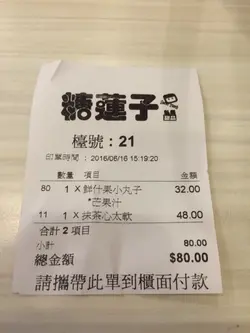 糖蓮子 甜品
檯號：21
印單時間：2016/06/16 15:19:20
數量 項目 金額
80 1 X 鮮什果小丸子 32.00
*芒果汁
11 1 X 抹茶心太軟 48.00
合計 2 項目
小計 80.00
總金額 $80.00
請攜帶此單到櫃面付款